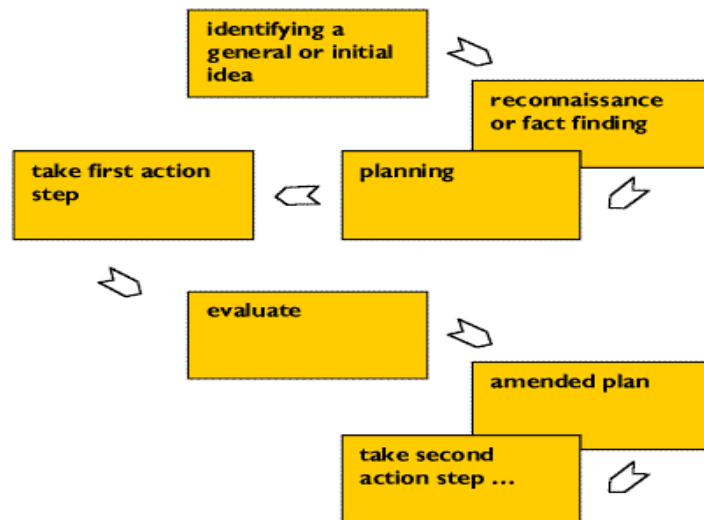 identifying a
general or initial
idea
reconnaissance
or fact finding
planning
take first action
step
evaluate
amended plan
take second
action step ...